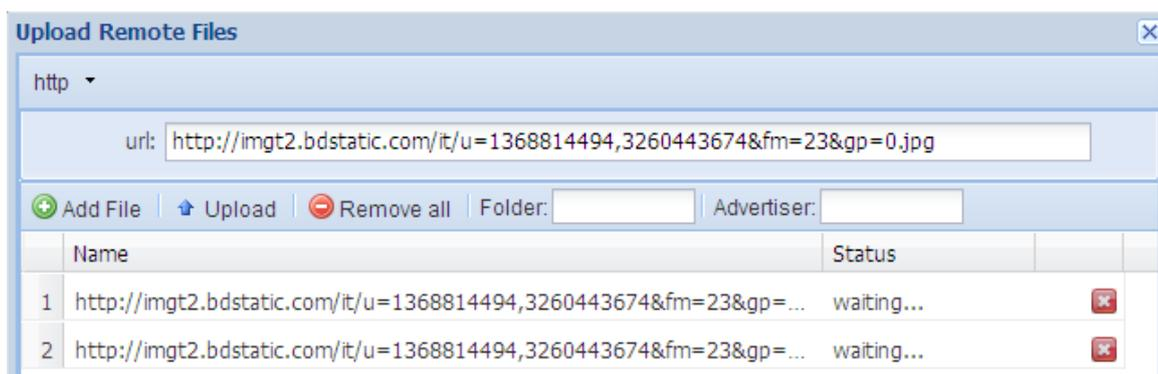 Upload Remote Files
http
url: http://imgt2.bdstatic.com/it/u=1368814494,3260443674&fm=23&gp=0.jpg
Add File Upload Remove all Folder: Advertiser:
Name Status
1 http://imgt2.bdstatic.com/it/u=1368814494,3260443674&fm=23&gp=... waiting...
2 http://imgt2.bdstatic.com/it/u=1368814494,3260443674&fm=23&gp=... waiting...